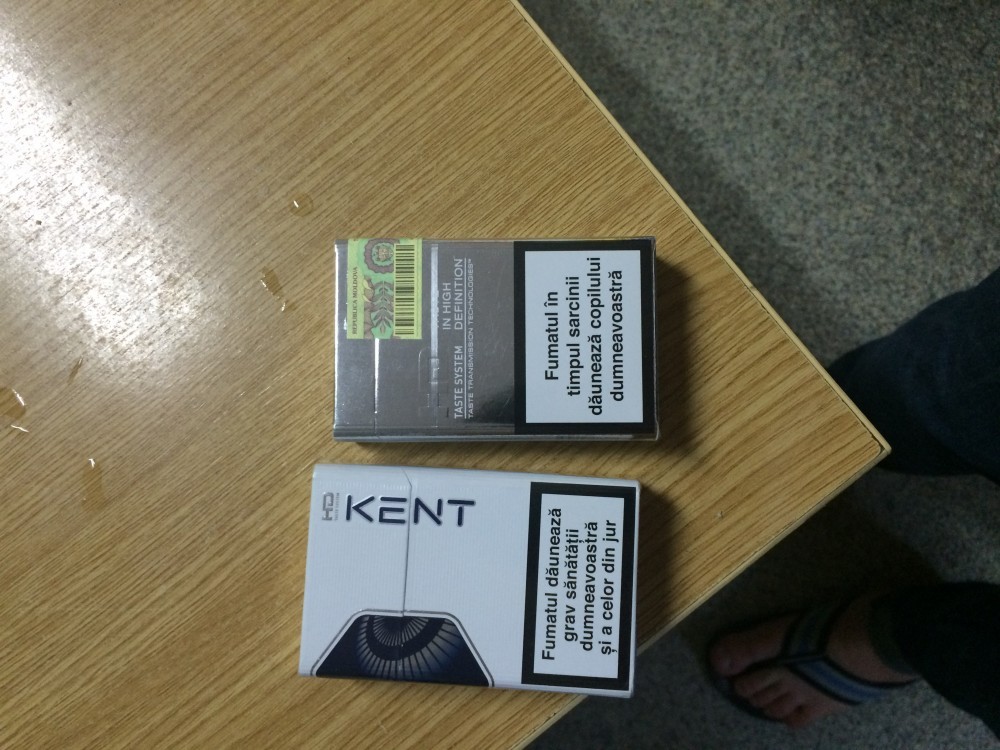 REPUBLICA MOLDOVA
TASTE SYSTEM IN HIGH DEFINITION
TASTE TRANSMISSION TECHNOLOGIES™
Fumatul în
timpul sarcinii
dăunează copilului
dumneavoastră
HD
KENT
Fumatul dăunează
grav sănătății
dumneavoastră
și a celor din jur